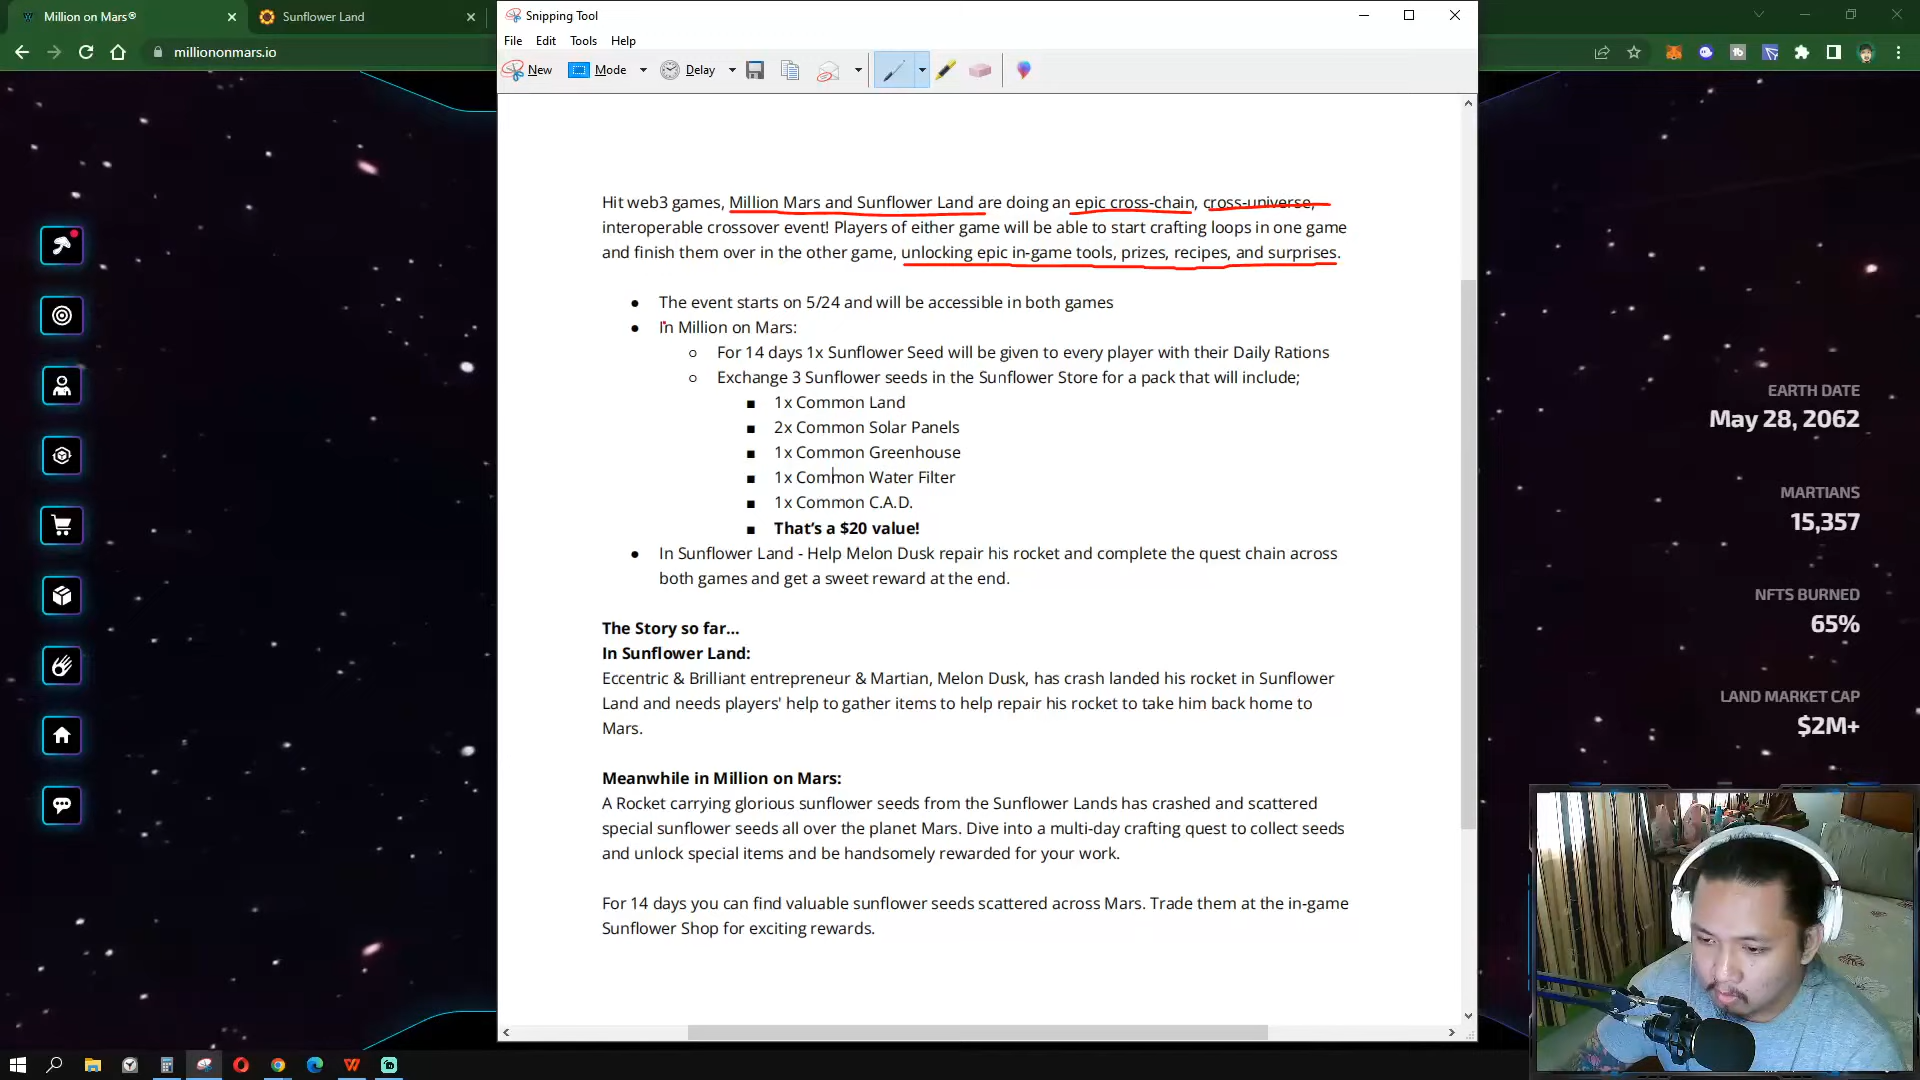 Million on Mars®
Sunflower Land
milliononmars.io
Snipping Tool
File Edit Tools Help
New Mode Delay
Hit web3 games, Million Mars and Sunflower Land are doing an epic cross-chain, cross-universe,
interoperable crossover event! Players of either game will be able to start crafting loops in one game
and finish them over in the other game, unlocking epic in-game tools, prizes, recipes, and surprises.
● The event starts on 5/24 and will be accessible in both games
● In Million on Mars:
○ For 14 days 1x Sunflower Seed will be given to every player with their Daily Rations
○ Exchange 3 Sunflower seeds in the Sunflower Store for a pack that will include;
■ 1x Common Land
■ 2x Common Solar Panels
■ 1x Common Greenhouse
■ 1x Common Water Filter
■ 1x Common C.A.D.
■ That's a $20 value!
● In Sunflower Land - Help Melon Dusk repair his rocket and complete the quest chain across
both games and get a sweet reward at the end.
The Story so far...
In Sunflower Land:
Eccentric & Brilliant entrepreneur & Martian, Melon Dusk, has crash landed his rocket in Sunflower
Land and needs players' help to gather items to help repair his rocket to take him back home to
Mars.
Meanwhile in Million on Mars:
A Rocket carrying glorious sunflower seeds from the Sunflower Lands has crashed and scattered
special sunflower seeds all over the planet Mars. Dive into a multi-day crafting quest to collect seeds
and unlock special items and be handsomely rewarded for your work.
For 14 days you can find valuable sunflower seeds scattered across Mars. Trade them at the in-game
Sunflower Shop for exciting rewards.
EARTH DATE
May 28, 2062
MARTIANS
15,357
NFTS BURNED
65%
LAND MARKET CAP
$2M+